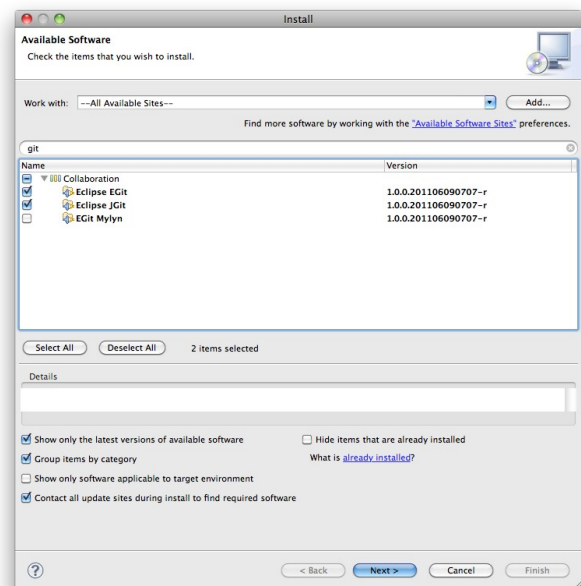 Install
Available Software
Check the items that you wish to install.
Work with: --All Available Sites-- Add...
Find more software by working with the "Available Software Sites" preferences.
git
Name Version
Collaboration
Eclipse EGit 1.0.0.201106090707-r
Eclipse JGit 1.0.0.201106090707-r
EGit Mylyn 1.0.0.201106090707-r
Select All Deselect All 2 items selected
Details
Show only the latest versions of available software Hide items that are already installed
Group items by category What is already installed?
Show only software applicable to target environment
Contact all update sites during install to find required software
? < Back Next > Cancel Finish